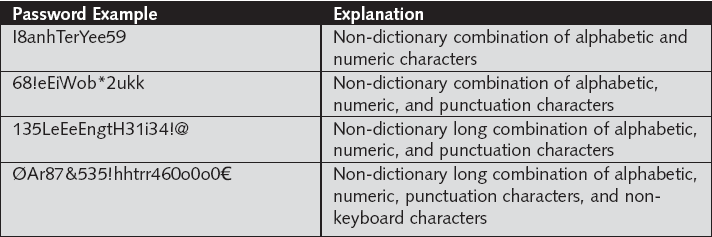 Password Example Explanation
I8anhTerYee59 Non-dictionary combination of alphabetic and
numeric characters
68!eEiWob*2ukk Non-dictionary combination of alphabetic,
numeric, and punctuation characters
135LeEeEngtH31i34!@ Non-dictionary long combination of alphabetic,
numeric, and punctuation characters
ØAr87&535!hhtrr460o0o0€ Non-dictionary long combination of alphabetic,
numeric, punctuation characters, and non-
keyboard characters